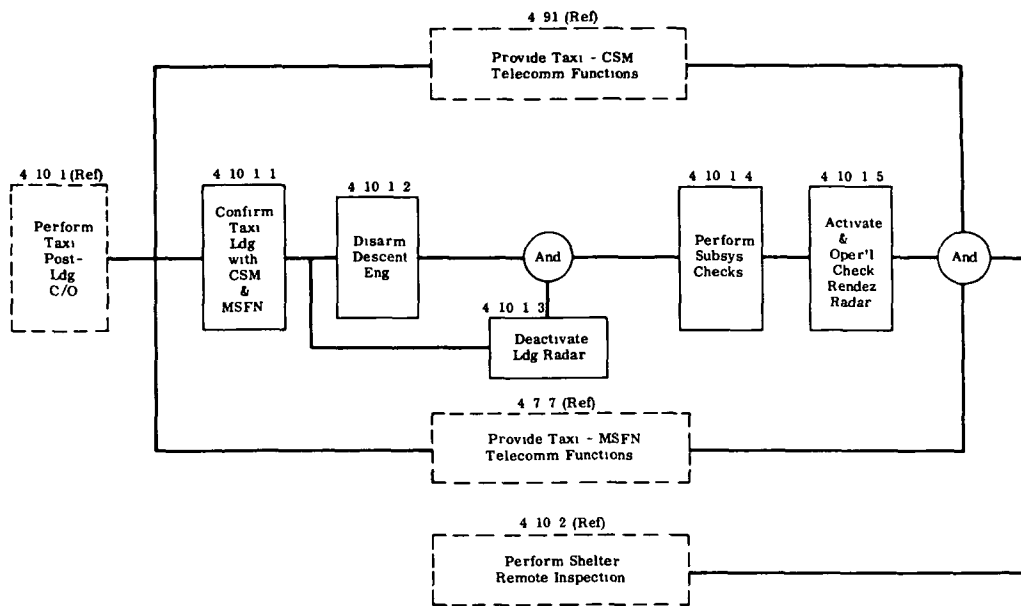 4 91 (Ref)
Provide Taxi - CSM
Telecomm Functions
4 10 1 (Ref)
Perform
Taxi
Post-
Ldg
C/O
4 10 1 1
Confirm
Taxi
Ldg
with
CSM
&
MSFN
4 10 1 2
Disarm
Descent
Eng
And
4 10 1 3
Deactivate
Ldg Radar
4 10 1 4
Perform
Subsys
Checks
4 10 1 5
Activate
&
Oper'l
Check
Rendez
Radar
And
4 7 7 (Ref)
Provide Taxi - MSFN
Telecomm Functions
4 10 2 (Ref)
Perform Shelter
Remote Inspection